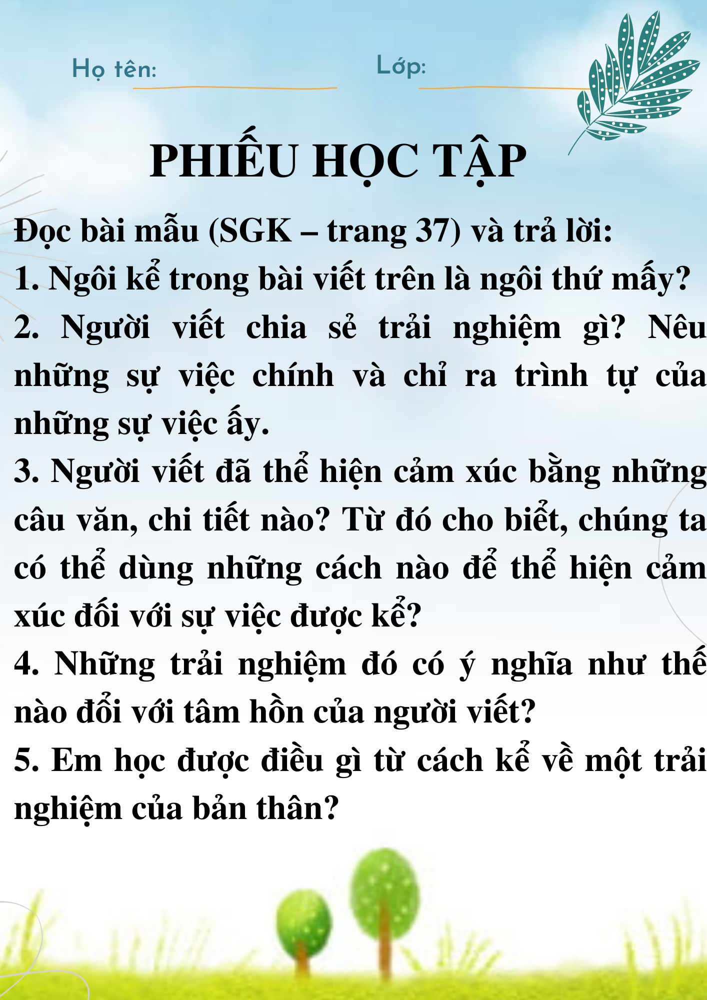 Họ tên:
Lớp:
PHIẾU HỌC TẬP
Đọc bài mẫu (SGK – trang 37) và trả lời:
1. Ngôi kể trong bài viết trên là ngôi thứ mấy?
2. Người viết chia sẻ trải nghiệm gì? Nêu
những sự việc chính và chỉ ra trình tự của
những sự việc ấy.
3. Người viết đã thể hiện cảm xúc bằng những
câu văn, chi tiết nào? Từ đó cho biểt, chúng ta
có thể dùng những cách nào để thể hiện cảm
xúc đối với sự việc được kể?
4. Những trải nghiệm đó có ý nghĩa như thế
nào đổi với tâm hồn của người viết?
5. Em học được điều gì từ cách kể về một trải
nghiệm của bản thân?